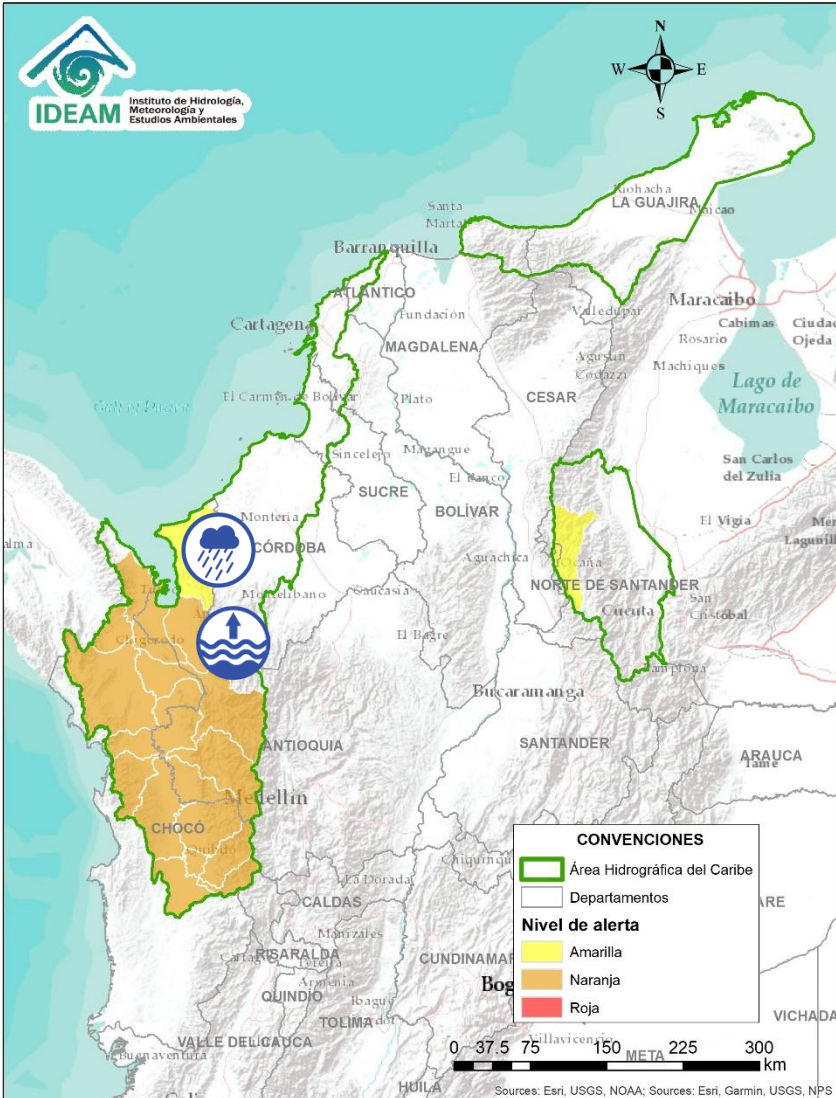 IDEAM
Instituto de Hidrología,
Meteorología y
Estudios Ambientales
N
W
E
S
Santa
Marta
LA GUAJIRA
Maicao
Barranquilla
ATLÁNTICO
Maracaibo
Cabimas
Ciudad
Ojeda
Rosario
Machiques
Lago de
Maracaibo
Cartagena
Fundación
Valledupar
MAGDALENA
Agustín
Codazzi
CESAR
El Carmen de Bolívar
Plato
Sincelejo
Magangue
El Banco
San Carlos
del Zulia
SUCRE
BOLÍVAR
Montería
CÓRDOBA
El Vigía
Aguachica
Ocaña
NORTE DE SANTANDER
Montelíbano
Caucasia
Cucuta
San
Cristóbal
El Bagre
Chigorodó
Pamplona
Bucaramanga
ANTIOQUIA
SANTANDER
ARAUCA
Tame
Medellín
CHOCÓ
Quibdó
La Dorada
CALDAS
Manizales
RISARALDA
Pereira
Armenia
QUINDÍO
Ibague
TOLIMA
VALLE DEL CAUCA
Buenaventura
Villavicencio
META
VICHADA
HUILA
CONVENCIONES
Área Hidrográfica del Caribe
Departamentos
Nivel de alerta
Amarilla
Naranja
Roja
0 37.5 75 150 225 300
km
Sources: Esri, USGS, NOAA; Sources: Esri, Garmin, USGS, NPS